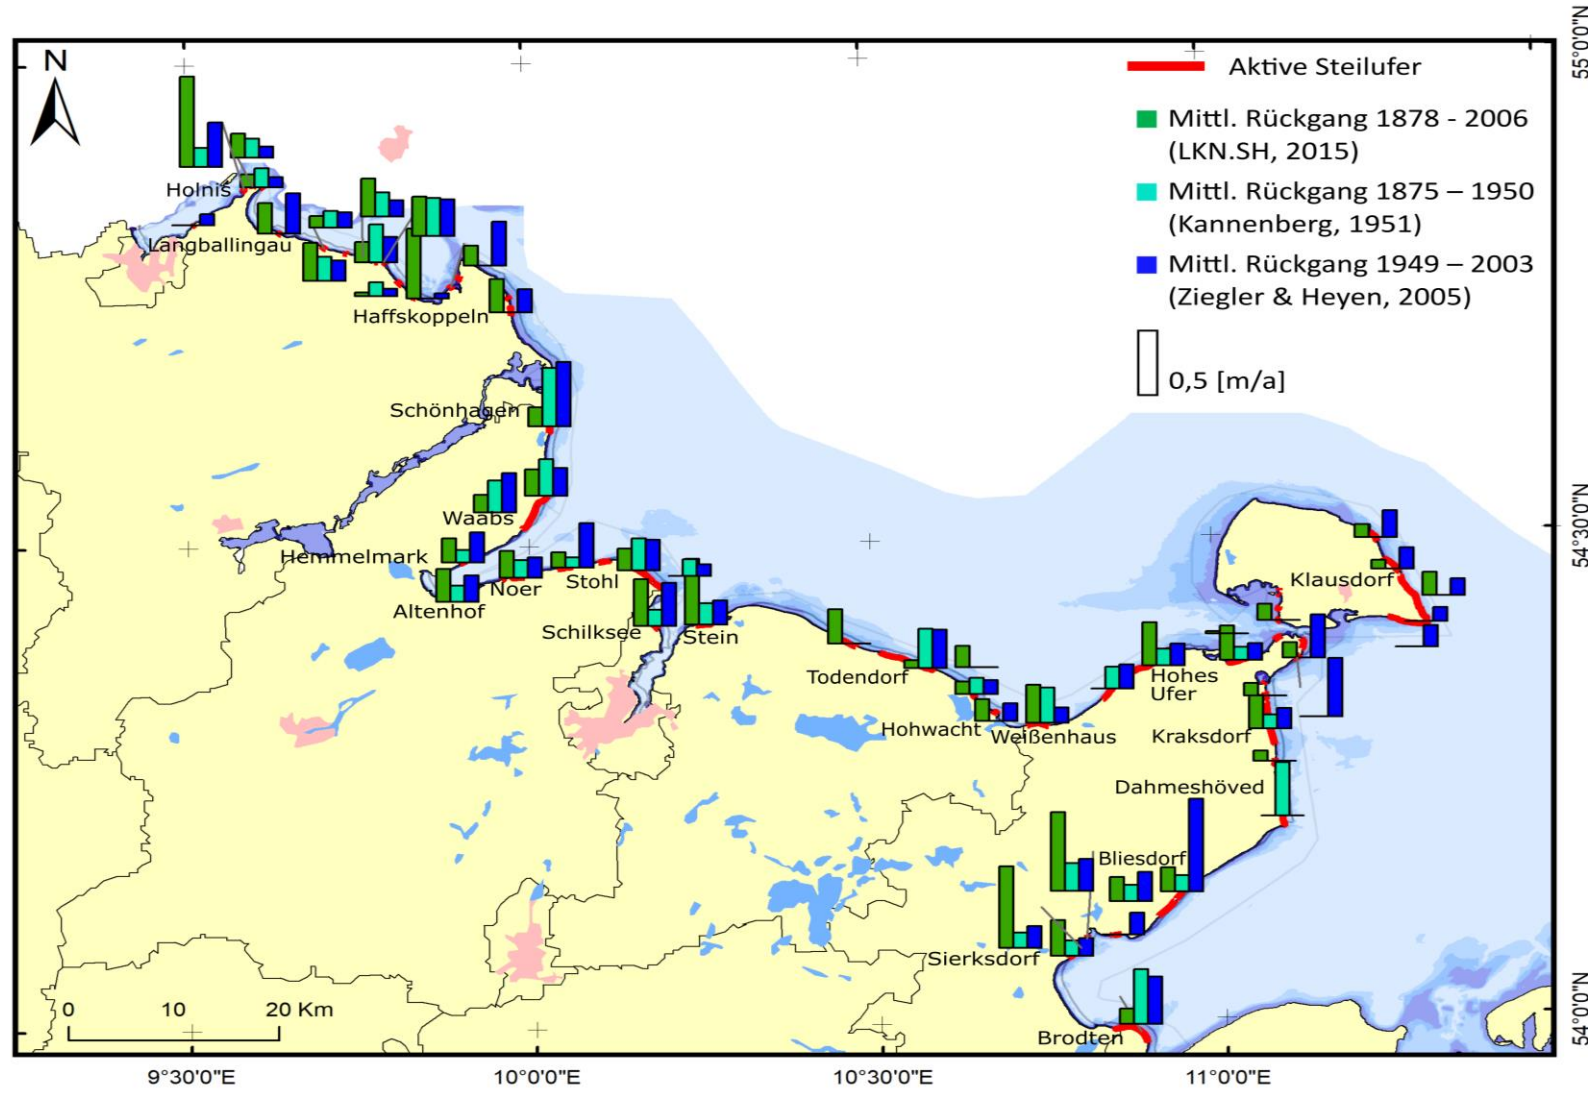 N
Aktive Steilufer
Mittl. Rückgang 1878 - 2006
(LKN.SH, 2015)
Mittl. Rückgang 1875 – 1950
(Kannenberg, 1951)
Mittl. Rückgang 1949 – 2003
(Ziegler & Heyen, 2005)
0,5 [m/a]
Holnis
Langballingau
Haffskoppeln
Schönhagen
Waabs
Hemmelmark
Altenhof
Noer
Stohl
Schilksee
Stein
Todendorf
Hohwacht
Weißenhaus
Hohes
Ufer
Klausdorf
Kraksdorf
Dahmeshöved
Bliesdorf
Sierksdorf
Brodten
0 10 20 Km
9°30'0"E 10°0'0"E 10°30'0"E 11°0'0"E
55°0'0"N
54°30'0"N
54°0'0"N